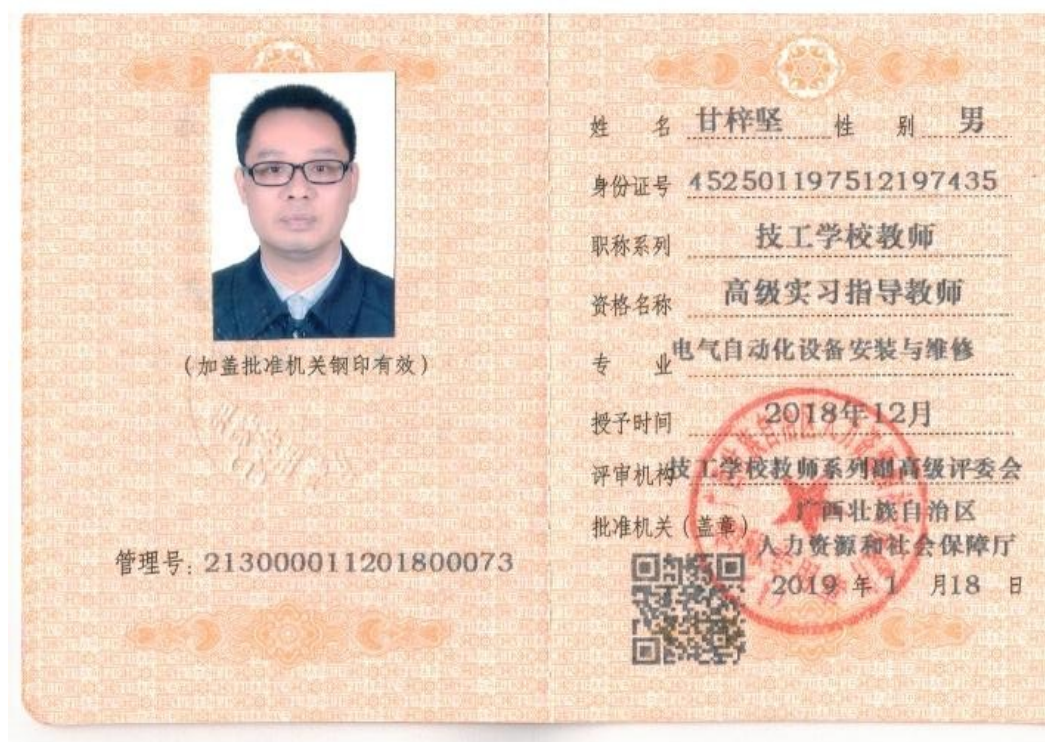 (加盖批准机关钢印有效)
管理号: 213000011201800073
姓 名 甘梓坚 性 别 男
身份证号 452501197512197435
职称系列 技工学校教师
资格名称 高级实习指导教师
专 业 电气自动化设备安装与维修
授予时间 2018年12月
评审机构 技工学校教师系列副高级评委会
批准机关(盖章) 广西壮族自治区
人力资源和社会保障厅
2019 年 1 月18 日